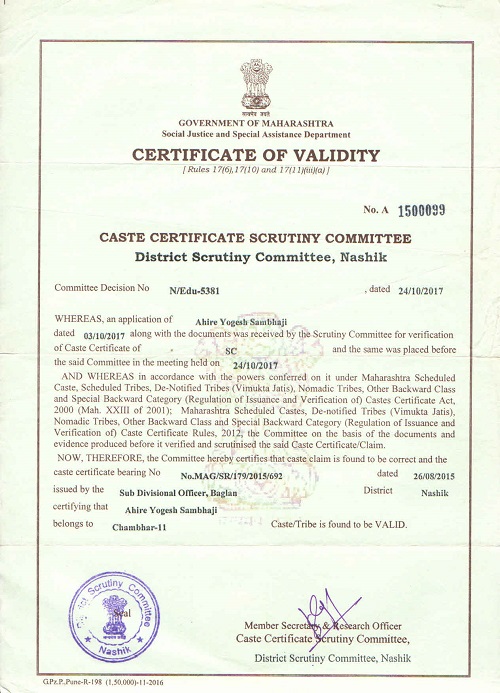 सत्यमेव जयते
GOVERNMENT OF MAHARASHTRA
Social Justice and Special Assistance Department
CERTIFICATE OF VALIDITY
[ Rules 17(6),17(10) and 17(11)(iii)(a) ]
No. A 1500099
CASTE CERTIFICATE SCRUTINY COMMITTEE
District Scrutiny Committee, Nashik
Committee Decision No N/Edu-5381 , dated 24/10/2017
WHEREAS, an application of Ahire Yogesh Sambhaji
dated 03/10/2017 along with the documents was received by the Scrutiny Committee for verification
of Caste Certificate of SC and the same was placed before
the said Committee in the meeting held on 24/10/2017
AND WHEREAS in accordance with the powers conferred on it under Maharashtra Scheduled
Caste, Scheduled Tribes, De-Notified Tribes (Vimukta Jatis), Nomadic Tribes, Other Backward Class
and Special Backward Category (Regulation of Issuance and Verification of) Castes Certificate Act,
2000 (Mah. XXIII of 2001); Maharashtra Scheduled Castes, De-notified Tribes (Vimukta Jatis),
Nomadic Tribes, Other Backward Class and Special Backward Category (Regulation of Issuance and
Verification of) Caste Certificate Rules, 2012, the Committee on the basis of the documents and
evidence produced before it verified and scrutinised the said Caste Certificate/Claim.
NOW, THEREFORE, the Committee hereby certifies that caste claim is found to be correct and the
caste certificate bearing No No.MAG/SR/179/2015/692 dated 26/08/2015
issued by the Sub Divisional Officer, Baglan District Nashik
certifying that Ahire Yogesh Sambhaji
belongs to Chambhar-11 Caste/Tribe is found to be VALID.
District Scrutiny Committee
Seal
Nashik
Member Secretary & Research Officer
Caste Certificate Scrutiny Committee,
District Scrutiny Committee, Nashik
G.Pz.P.,Pune-R-198 (1,50,000)-11-2016